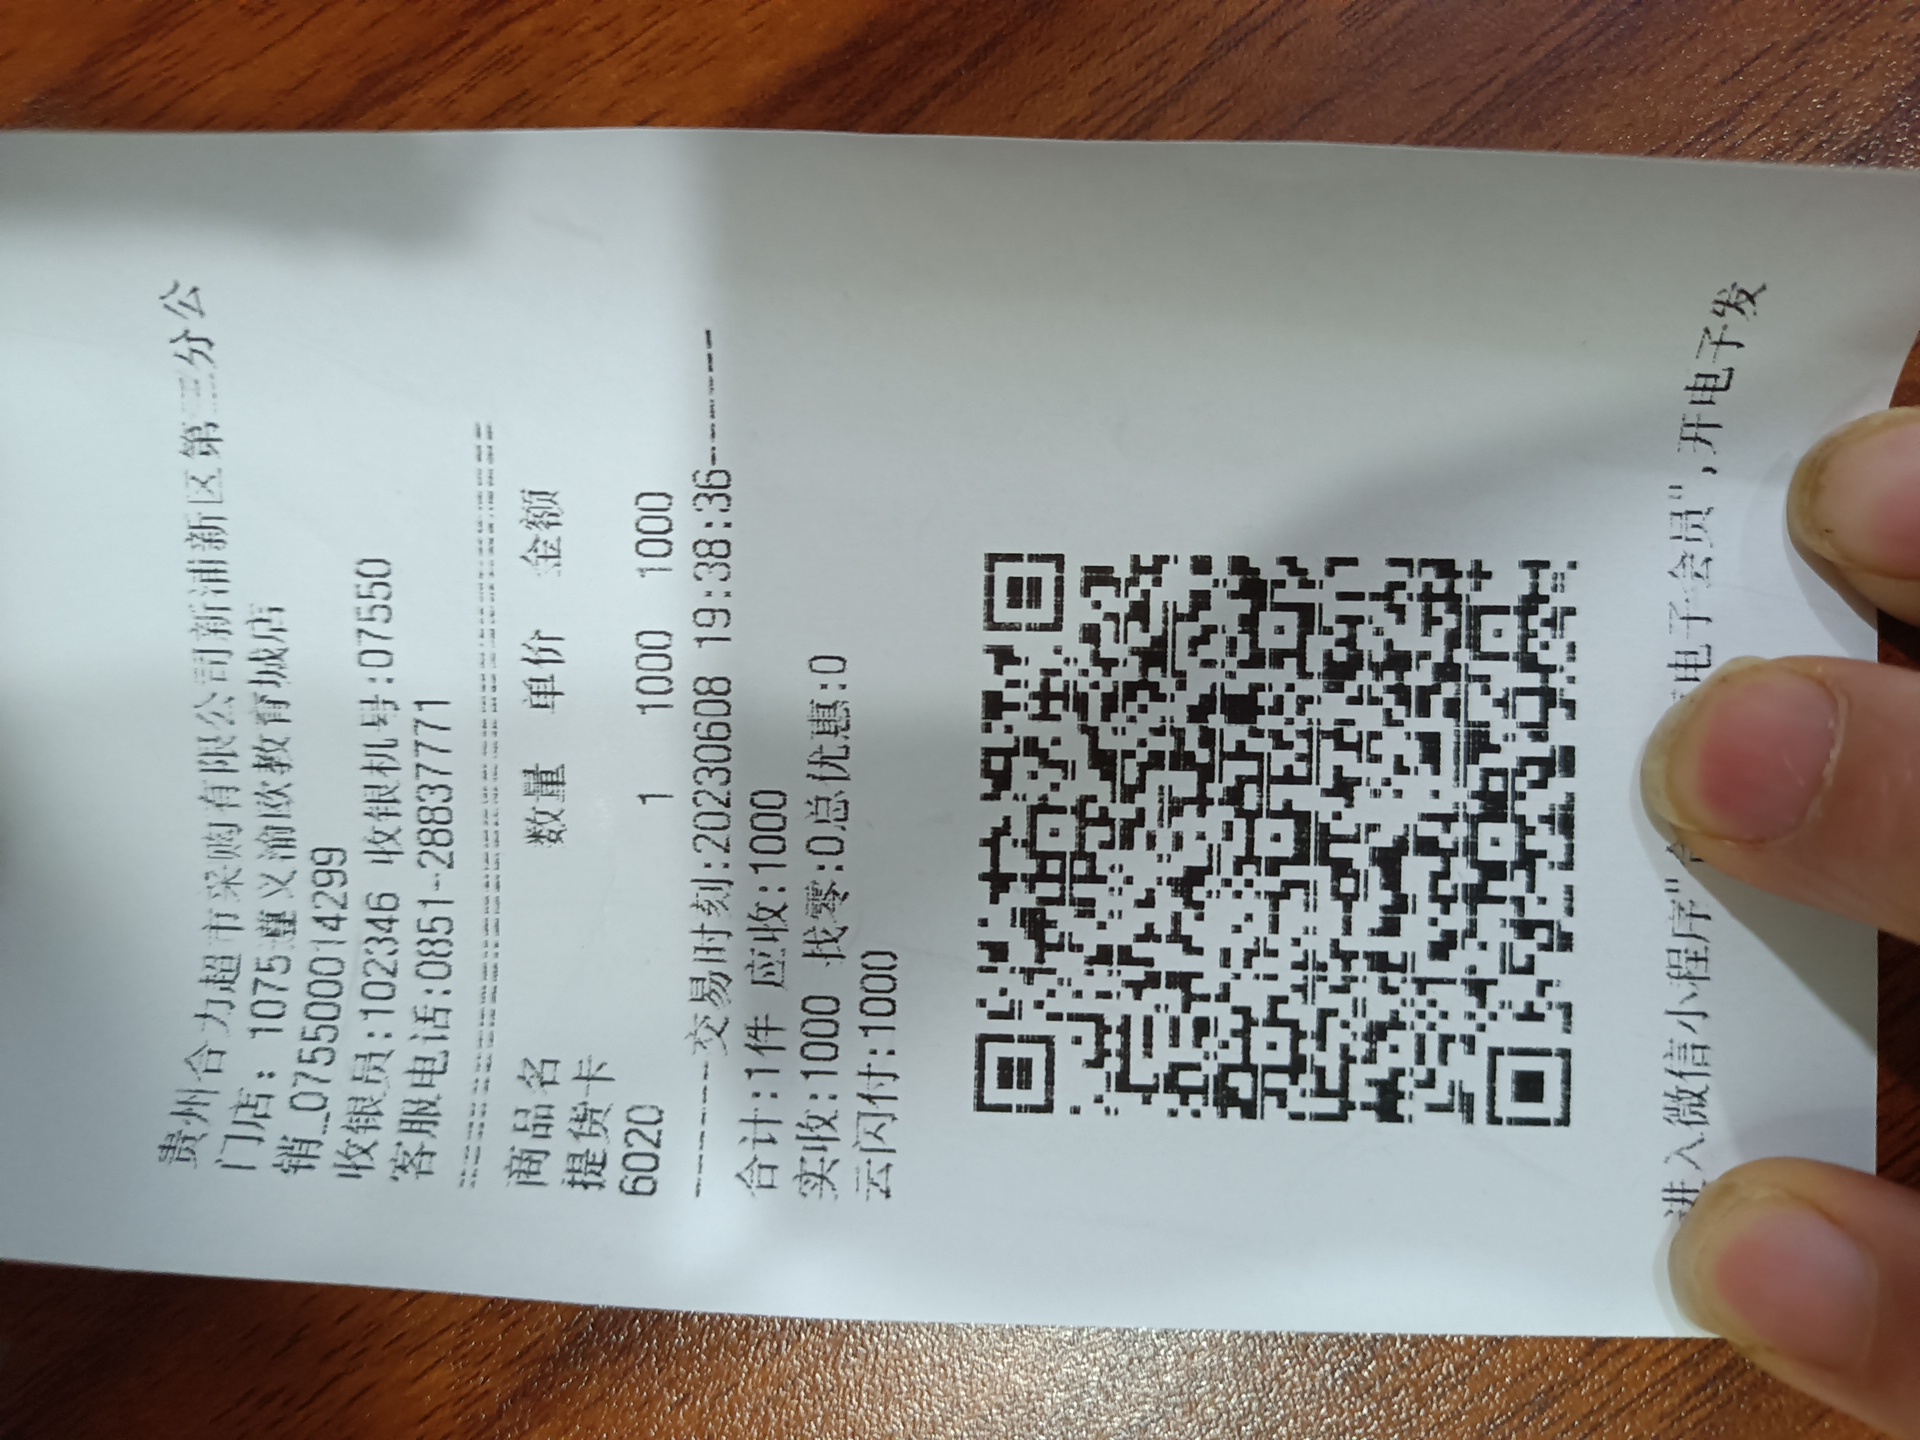 贵州合力超市采购有限公司新浦新区第三分公
门店: 1075遵义渝欧教育城店
销_075500014299
收银员:102346 收银机号:07550
客服电话:0851-28837771
商品名 数量 单价 金额
提货卡
6020 1 1000 1000
-------交易时刻:20230608 19:38:36-------
合计:1件 应收:1000
实收:1000 找零:0总优惠:0
云闪付:1000
进入微信小程序"合 电子会员",开电子发